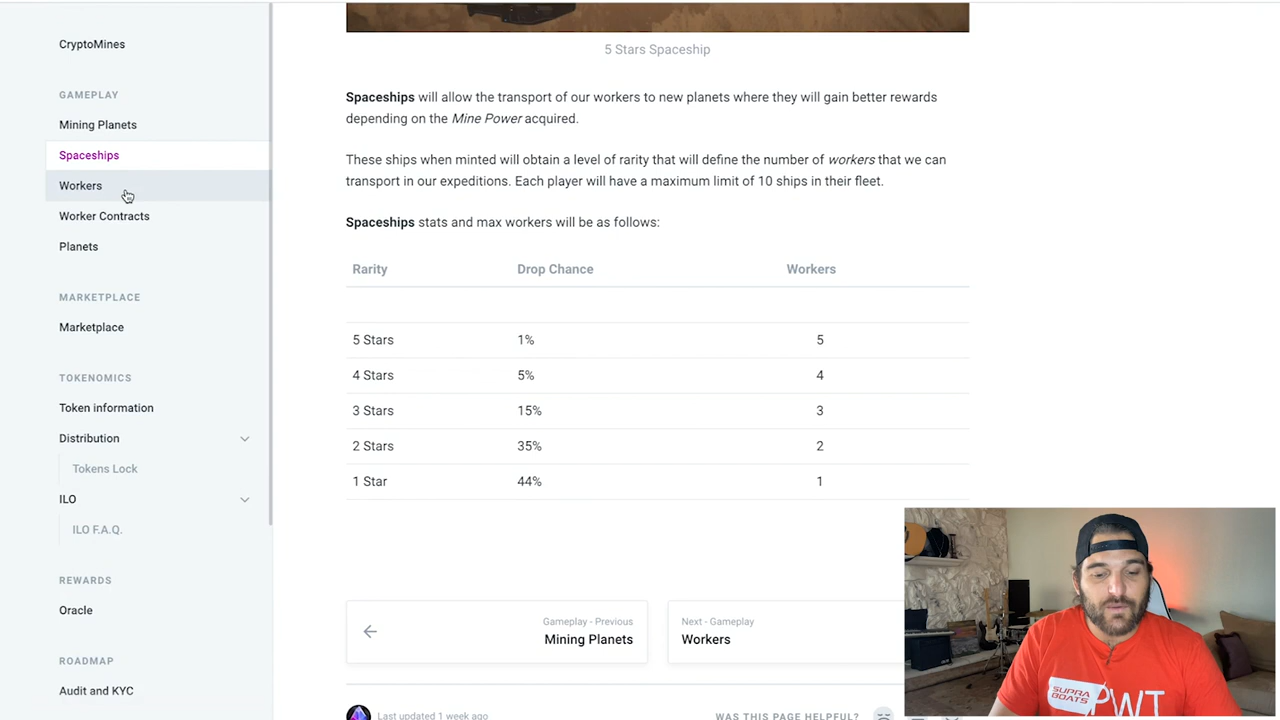 CryptoMines
GAMEPLAY
Mining Planets
Spaceships
Workers
Worker Contracts
Planets
MARKETPLACE
Marketplace
TOKENOMICS
Token information
Distribution
Tokens Lock
ILO
ILO F.A.Q.
REWARDS
Oracle
ROADMAP
Audit and KYC
5 Stars Spaceship
Spaceships will allow the transport of our workers to new planets where they will gain better rewards
depending on the Mine Power acquired.
These ships when minted will obtain a level of rarity that will define the number of workers that we can
transport in our expeditions. Each player will have a maximum limit of 10 ships in their fleet.
Spaceships stats and max workers will be as follows:
Rarity Drop Chance Workers
5 Stars 1% 5
4 Stars 5% 4
3 Stars 15% 3
2 Stars 35% 2
1 Star 44% 1
Gameplay - Previous
Mining Planets
Next - Gameplay
Workers
Last updated 1 week ago
WAS THIS PAGE HELPFUL?
SUPRA
BOATS
PWT